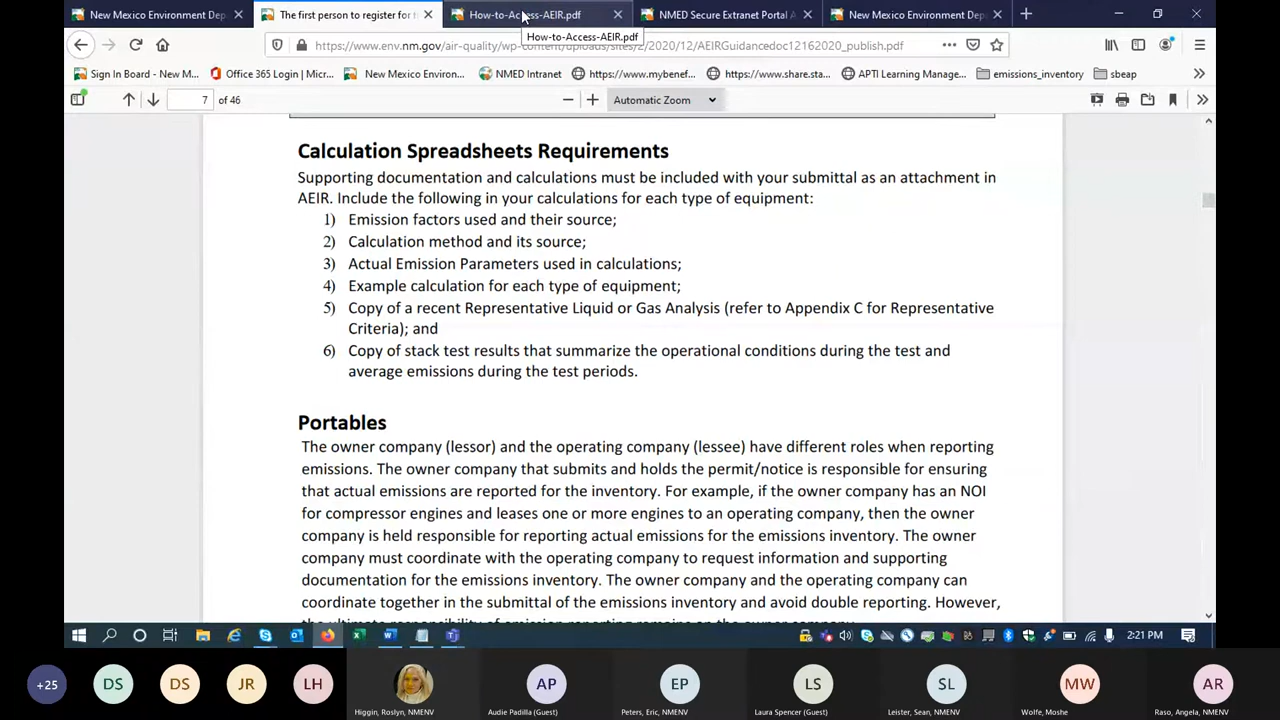 New Mexico Environment Dep
The first person to register for t
How-to-Access-AEIR.pdf
NMED Secure Extranet Portal A
New Mexico Environment Dep
How-to-Access-AEIR.pdf
https://www.env.nm.gov/air-quality/wp-content/uploads/sites/2/2020/12/AEIRGuidancedoc12162020_publish.pdf
Sign In Board - New M...
Office 365 Login | Micr...
New Mexico Environ...
NMED Intranet
https://www.mybenef...
https://www.share.sta...
APTI Learning Manage...
emissions_inventory
sbeap
7 of 46
Automatic Zoom
Calculation Spreadsheets Requirements
Supporting documentation and calculations must be included with your submittal as an attachment in
AEIR. Include the following in your calculations for each type of equipment:
1) Emission factors used and their source;
2) Calculation method and its source;
3) Actual Emission Parameters used in calculations;
4) Example calculation for each type of equipment;
5) Copy of a recent Representative Liquid or Gas Analysis (refer to Appendix C for Representative
Criteria); and
6) Copy of stack test results that summarize the operational conditions during the test and
average emissions during the test periods.
Portables
The owner company (lessor) and the operating company (lessee) have different roles when reporting
emissions. The owner company that submits and holds the permit/notice is responsible for ensuring
that actual emissions are reported for the inventory. For example, if the owner company has an NOI
for compressor engines and leases one or more engines to an operating company, then the owner
company is held responsible for reporting actual emissions for the emissions inventory. The owner
company must coordinate with the operating company to request information and supporting
documentation for the emissions inventory. The owner company and the operating company can
coordinate together in the submittal of the emissions inventory and avoid double reporting. However,
2:21 PM
+25
DS
DS
JR
LH
AP
EP
LS
SL
MW
AR
Higgin, Roslyn, NMENV
Audie Padilla (Guest)
Peters, Eric, NMENV
Laura Spencer (Guest)
Leister, Sean, NMENV
Wolfe, Moshe
Raso, Angela, NMENV